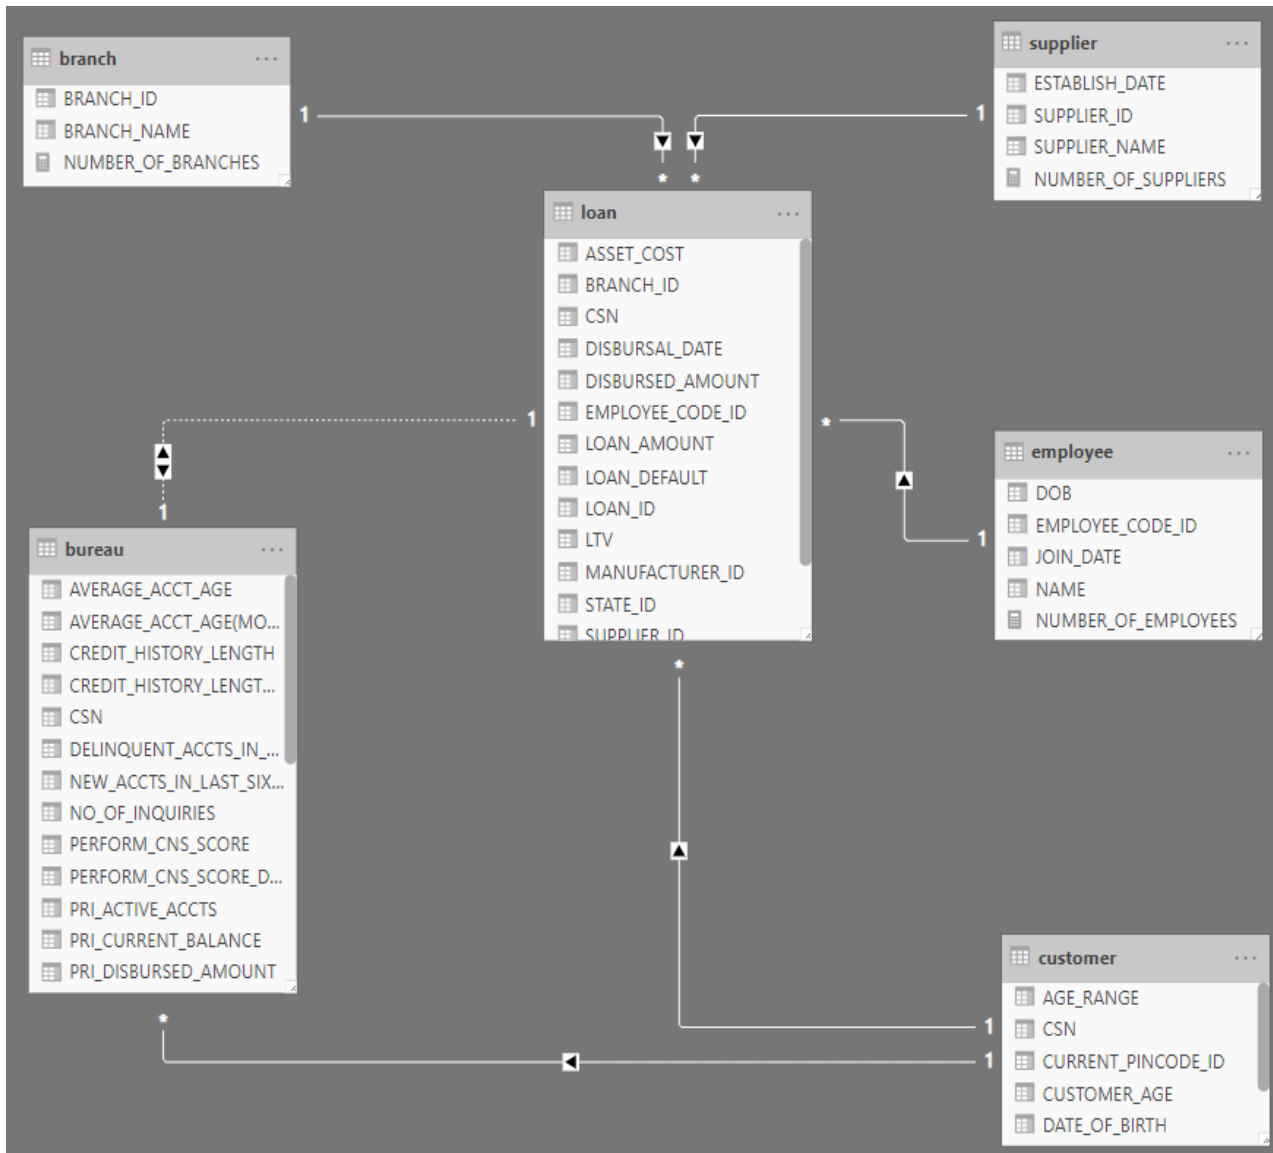 branch ...
BRANCH_ID
BRANCH_NAME
NUMBER_OF_BRANCHES
1
supplier ...
ESTABLISH_DATE
SUPPLIER_ID
SUPPLIER_NAME
NUMBER_OF_SUPPLIERS
1
* *
loan ...
ASSET_COST
BRANCH_ID
CSN
DISBURSAL_DATE
DISBURSED_AMOUNT
EMPLOYEE_CODE_ID
LOAN_AMOUNT
LOAN_DEFAULT
LOAN_ID
LTV
MANUFACTURER_ID
STATE_ID
SUPPLIER_ID
1
*
*
employee ...
DOB
EMPLOYEE_CODE_ID
JOIN_DATE
NAME
NUMBER_OF_EMPLOYEES
1
1
bureau ...
AVERAGE_ACCT_AGE
AVERAGE_ACCT_AGE(MO...
CREDIT_HISTORY_LENGTH
CREDIT_HISTORY_LENGT...
CSN
DELINQUENT_ACCTS_IN_...
NEW_ACCTS_IN_LAST_SIX...
NO_OF_INQUIRIES
PERFORM_CNS_SCORE
PERFORM_CNS_SCORE_D...
PRI_ACTIVE_ACCTS
PRI_CURRENT_BALANCE
PRI_DISBURSED_AMOUNT
*
customer ...
AGE_RANGE
CSN
CURRENT_PINCODE_ID
CUSTOMER_AGE
DATE_OF_BIRTH
1
1